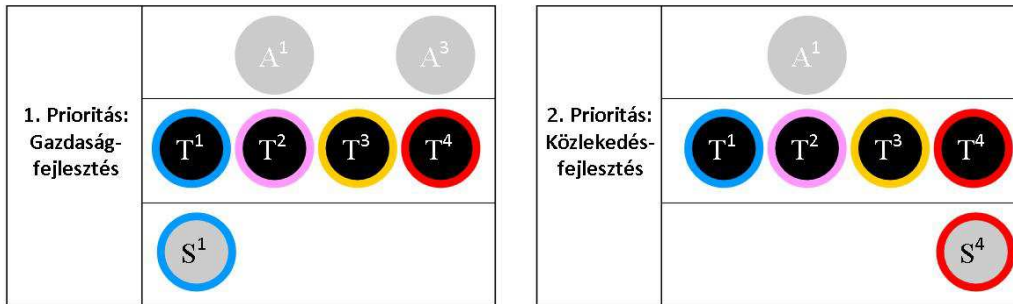 A¹ A³
1. Prioritás:
Gazdaság-
fejlesztés
T¹ T² T³ T⁴
S¹
A¹
2. Prioritás:
Közlekedés-
fejlesztés
T¹ T² T³ T⁴
S⁴